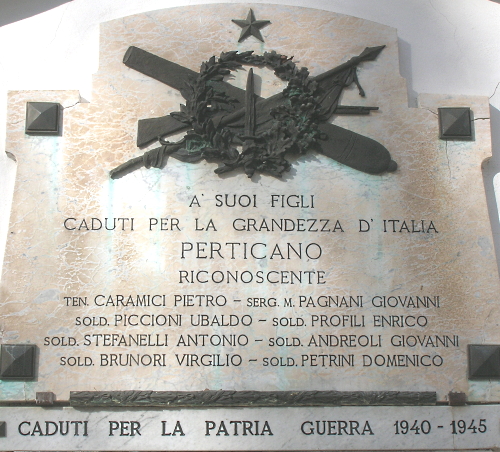 A' SUOI FIGLI
CADUTI PER LA GRANDEZZA D'ITALIA
PERTICANO
RICONOSCENTE
TEN. CARAMICI PIETRO - SERG. M. PAGNANI GIOVANNI
SOLD. PICCIONI UBALDO - SOLD. PROFILI ENRICO
SOLD. STEFANELLI ANTONIO - SOLD. ANDREOLI GIOVANNI
SOLD. BRUNORI VIRGILIO - SOLD. PETRINI DOMENICO
CADUTI PER LA PATRIA GUERRA 1940-1945